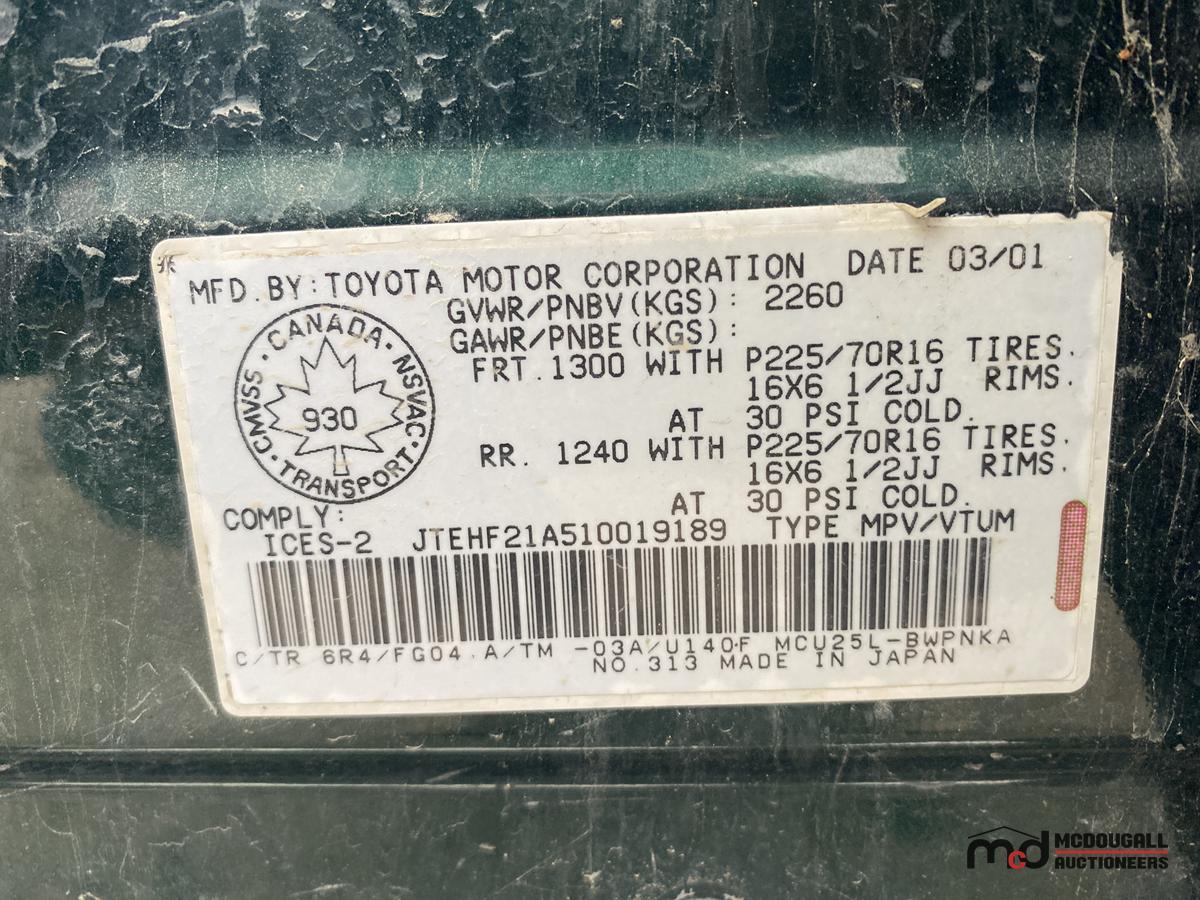 MFD. BY: TOYOTA MOTOR CORPORATION DATE 03/01
GVWR/PNBV(KGS): 2260
GAWR/PNBE(KGS):
FRT. 1300 WITH P225/70R16 TIRES.
16X6 1/2JJ RIMS.
AT 30 PSI COLD.
RR. 1240 WITH P225/70R16 TIRES.
16X6 1/2JJ RIMS.
AT 30 PSI COLD.
CANADA · NSVAC · TRANSPORT · CMVSS ·
930
COMPLY:
ICES-2 JTEHF21A510019189 TYPE MPV/VTUM
C/TR 6R4/FG04. A/TM -03A/U140F MCU25L-BWPNKA
NO.313 MADE IN JAPAN
mcd MCDOUGALL
AUCTIONEERS